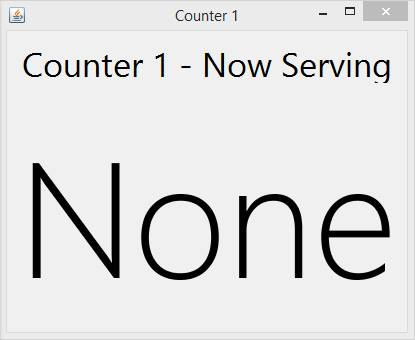 Counter 1
Counter 1 - Now Serving
None